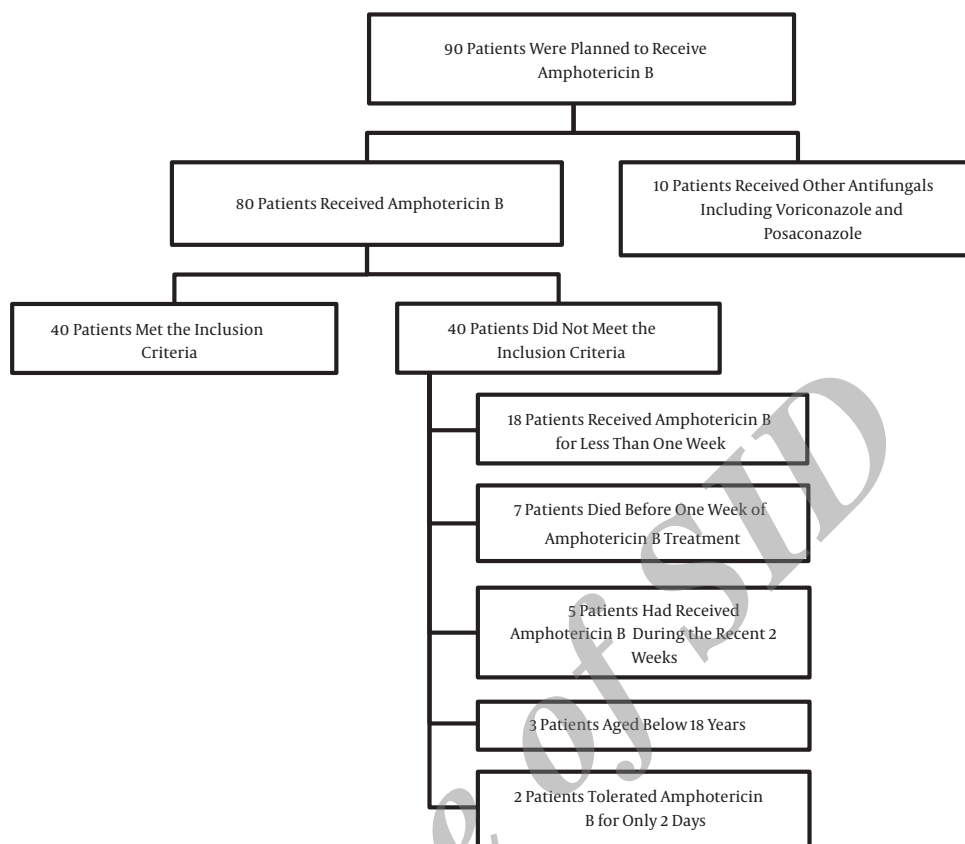 90 Patients Were Planned to Receive
Amphotericin B
80 Patients Received Amphotericin B
10 Patients Received Other Antifungals
Including Voriconazole and
Posaconazole
40 Patients Met the Inclusion
Criteria
40 Patients Did Not Meet the
Inclusion Criteria
18 Patients Received Amphotericin B
for Less Than One Week
7 Patients Died Before One Week of
Amphotericin B Treatment
5 Patients Had Received
Amphotericin B During the Recent 2
Weeks
3 Patients Aged Below 18 Years
2 Patients Tolerated Amphotericin
B for Only 2 Days
e of SID